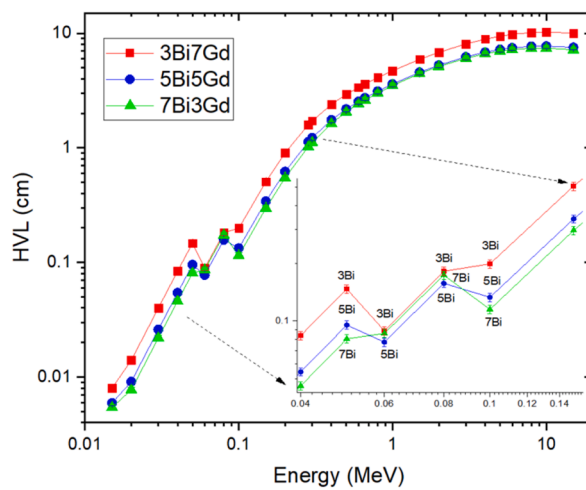 10
1
0.1
0.01
HVL (cm)
3Bi7Gd
5Bi5Gd
7Bi3Gd
0.1
3Bi
5Bi
7Bi
3Bi
5Bi
3Bi
7Bi
5Bi
3Bi
5Bi
7Bi
0.04
0.06
0.08
0.1
0.12
0.14
0.01
0.1
1
10
Energy (MeV)